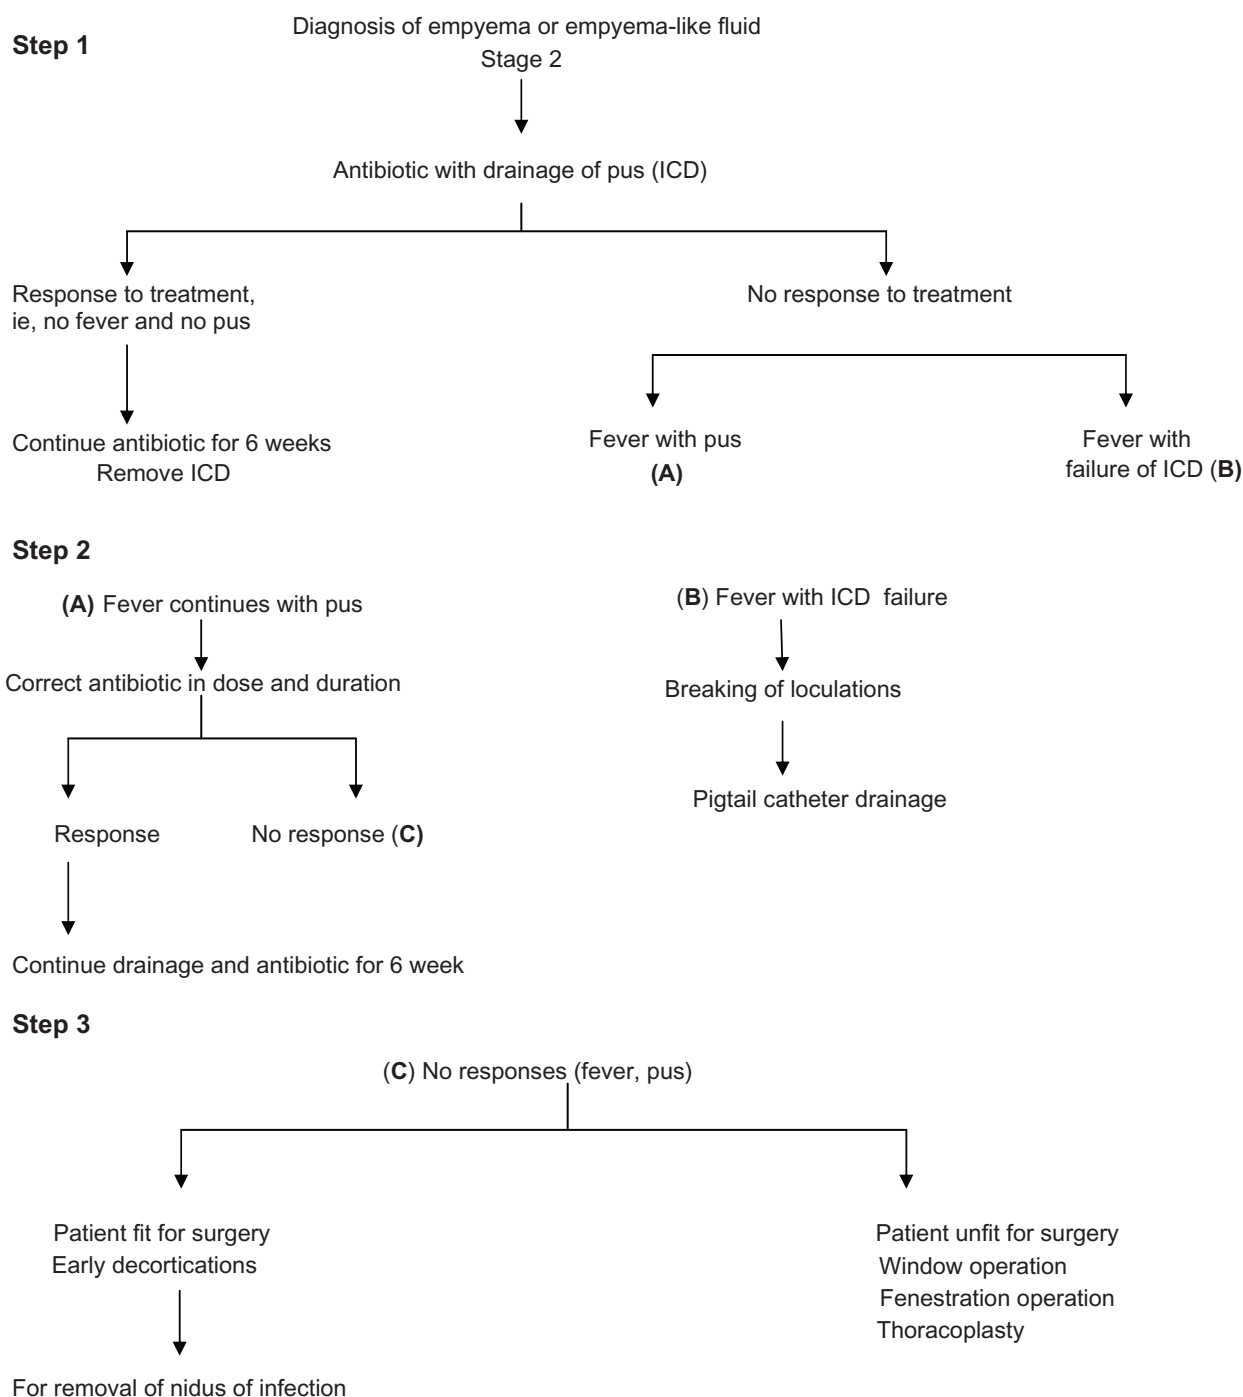 Step 1
Diagnosis of empyema or empyema-like fluid
Stage 2
Antibiotic with drainage of pus (ICD)
Response to treatment,
ie, no fever and no pus
No response to treatment
Continue antibiotic for 6 weeks
Remove ICD
Fever with pus
(A)
Fever with
failure of ICD (B)
Step 2
(A) Fever continues with pus
(B) Fever with ICD failure
Correct antibiotic in dose and duration
Breaking of loculations
Pigtail catheter drainage
Response
No response (C)
Continue drainage and antibiotic for 6 week
Step 3
(C) No responses (fever, pus)
Patient fit for surgery
Early decortications
Patient unfit for surgery
Window operation
Fenestration operation
Thoracoplasty
For removal of nidus of infection